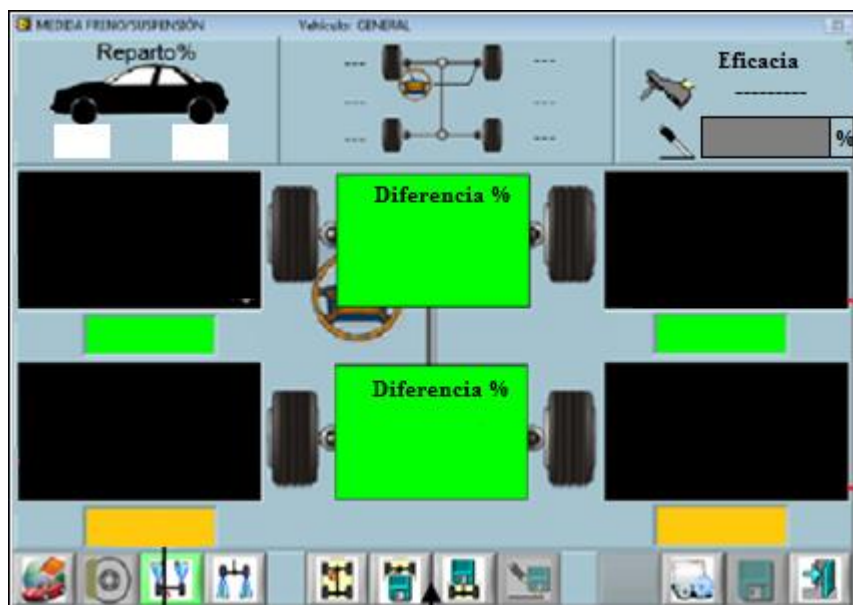 MEDIDA FRENO/SUSPENSIÓN
Vehículo: GENERAL
Reparto%
--- ---
--- ---
--- ---
Eficacia
---------
%
Diferencia %
Diferencia %